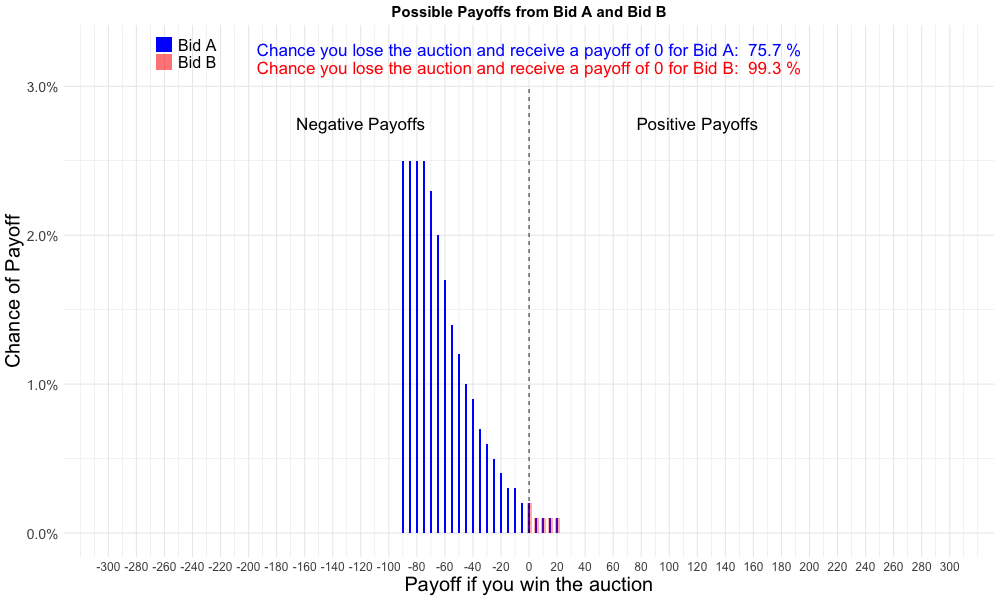 Possible Payoffs from Bid A and Bid B
Bid A
Bid B
Chance you lose the auction and receive a payoff of 0 for Bid A: 75.7 %
Chance you lose the auction and receive a payoff of 0 for Bid B: 99.3 %
Negative Payoffs
Positive Payoffs
Chance of Payoff
3.0%
2.0%
1.0%
0.0%
-300 -280 -260 -240 -220 -200 -180 -160 -140 -120 -100 -80 -60 -40 -20 0 20 40 60 80 100 120 140 160 180 200 220 240 260 280 300
Payoff if you win the auction